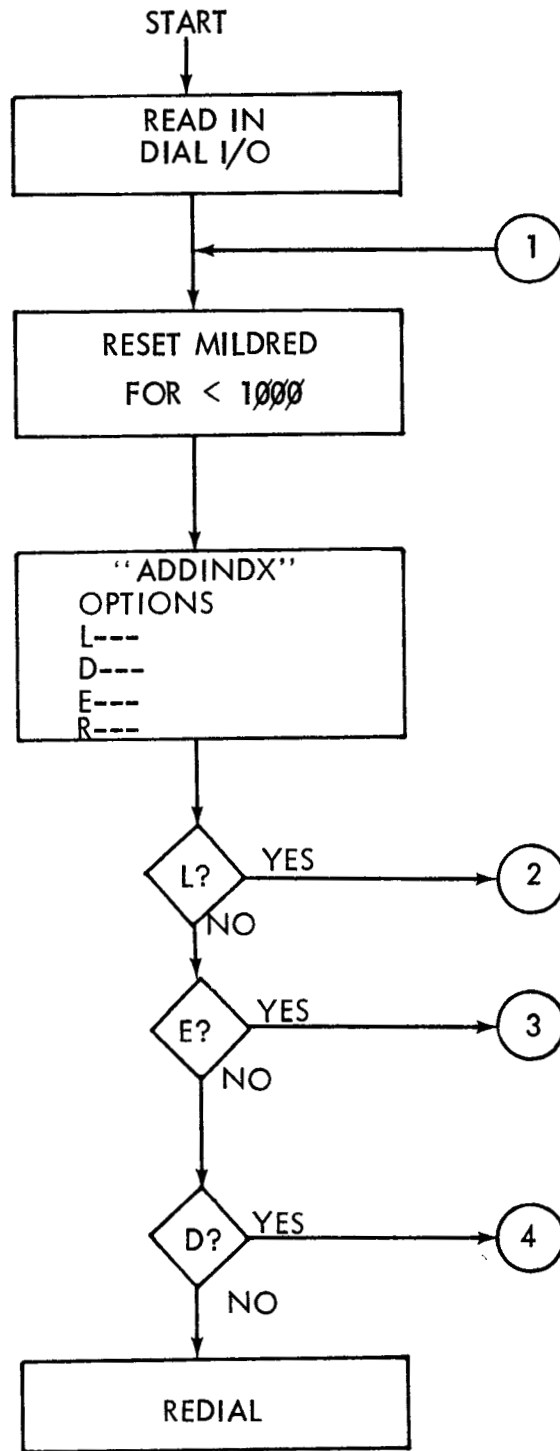 START
READ IN
DIAL I/O
1
RESET MILDRED
FOR < 1000
"ADDINDX"
OPTIONS
L---
D---
E---
R---
L?
YES
2
NO
E?
YES
3
NO
D?
YES
4
NO
REDIAL